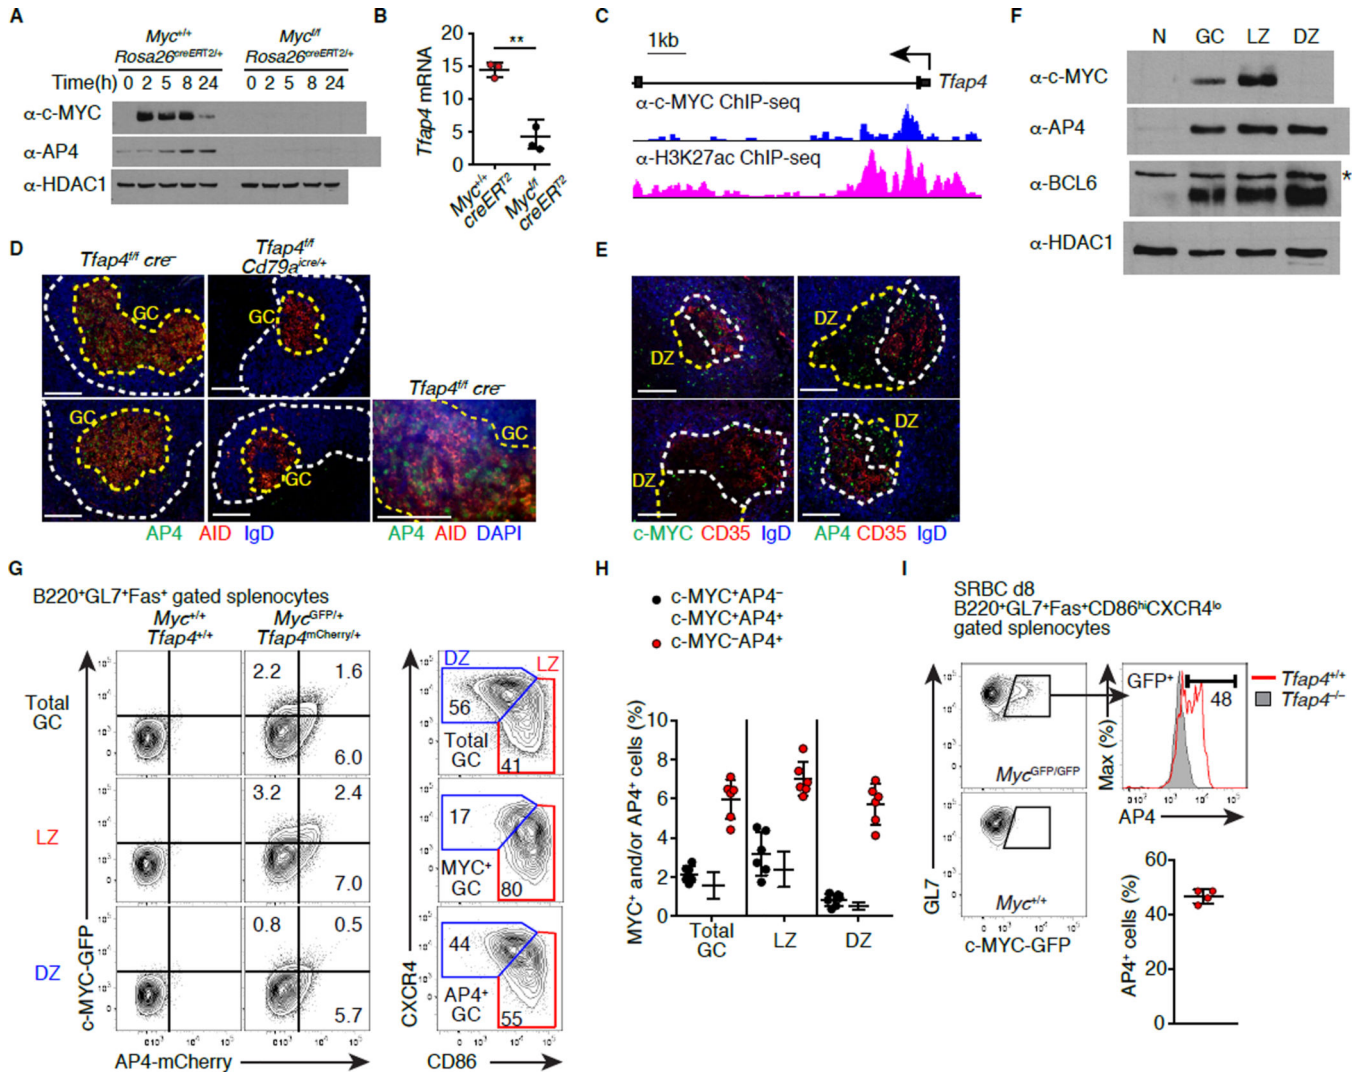 A
Myc+/+ Mycf/f
Rosa26creERT2/+ Rosa26creERT2/+
Time(h) 0 2 5 8 24 0 2 5 8 24
α-c-MYC
α-AP4
α-HDAC1
B
Tfap4 mRNA
20
15
10
5
0
**
Myc+/+ creERT2
Mycf/f creERT2
C
1kb
Tfap4
α-c-MYC ChIP-seq
α-H3K27ac ChIP-seq
F
N GC LZ DZ
α-c-MYC
α-AP4
α-BCL6
*
α-HDAC1
D
Tfap4f/f cre-
Tfap4f/f
Cd79aicre/+
GC
GC
Tfap4f/f cre-
GC
GC
GC
AP4 AID IgD
AP4 AID DAPI
E
DZ
DZ
DZ
DZ
c-MYC CD35 IgD
AP4 CD35 IgD
G
B220+GL7+Fas+ gated splenocytes
Myc+/+ MycGFP/+
Tfap4+/+ Tfap4mCherry/+
Total GC
2.2 1.6
6.0
LZ
3.2 2.4
7.0
DZ
0.8 0.5
5.7
c-MYC-GFP
AP4-mCherry
DZ LZ
56
Total GC
41
17
MYC+ GC
80
44
AP4+ GC
55
CXCR4
CD86
H
c-MYC+AP4−
c-MYC+AP4+
c-MYC−AP4+
MYC+ and/or AP4+ cells (%)
10
8
6
4
2
0
Total GC
LZ
DZ
I
SRBC d8
B220+GL7+Fas+CD86hiCXCR4lo
gated splenocytes
GFP+
48
Tfap4+/+
Tfap4−/−
Max (%)
AP4
MycGFP/GFP
Myc+/+
GL7
c-MYC-GFP
AP4+ cells (%)
60
40
20
0